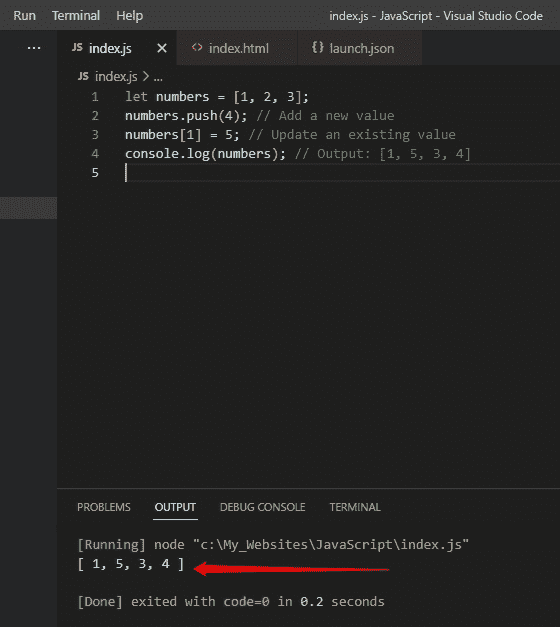 Run Terminal Help index.js - JavaScript - Visual Studio Code
··· JS index.js × <> index.html {} launch.json
JS index.js > ...
1 let numbers = [1, 2, 3];
2 numbers.push(4); // Add a new value
3 numbers[1] = 5; // Update an existing value
4 console.log(numbers); // Output: [1, 5, 3, 4]
5
PROBLEMS OUTPUT DEBUG CONSOLE TERMINAL
[Running] node "c:\My_Websites\JavaScript\index.js"
[ 1, 5, 3, 4 ]
[Done] exited with code=0 in 0.2 seconds